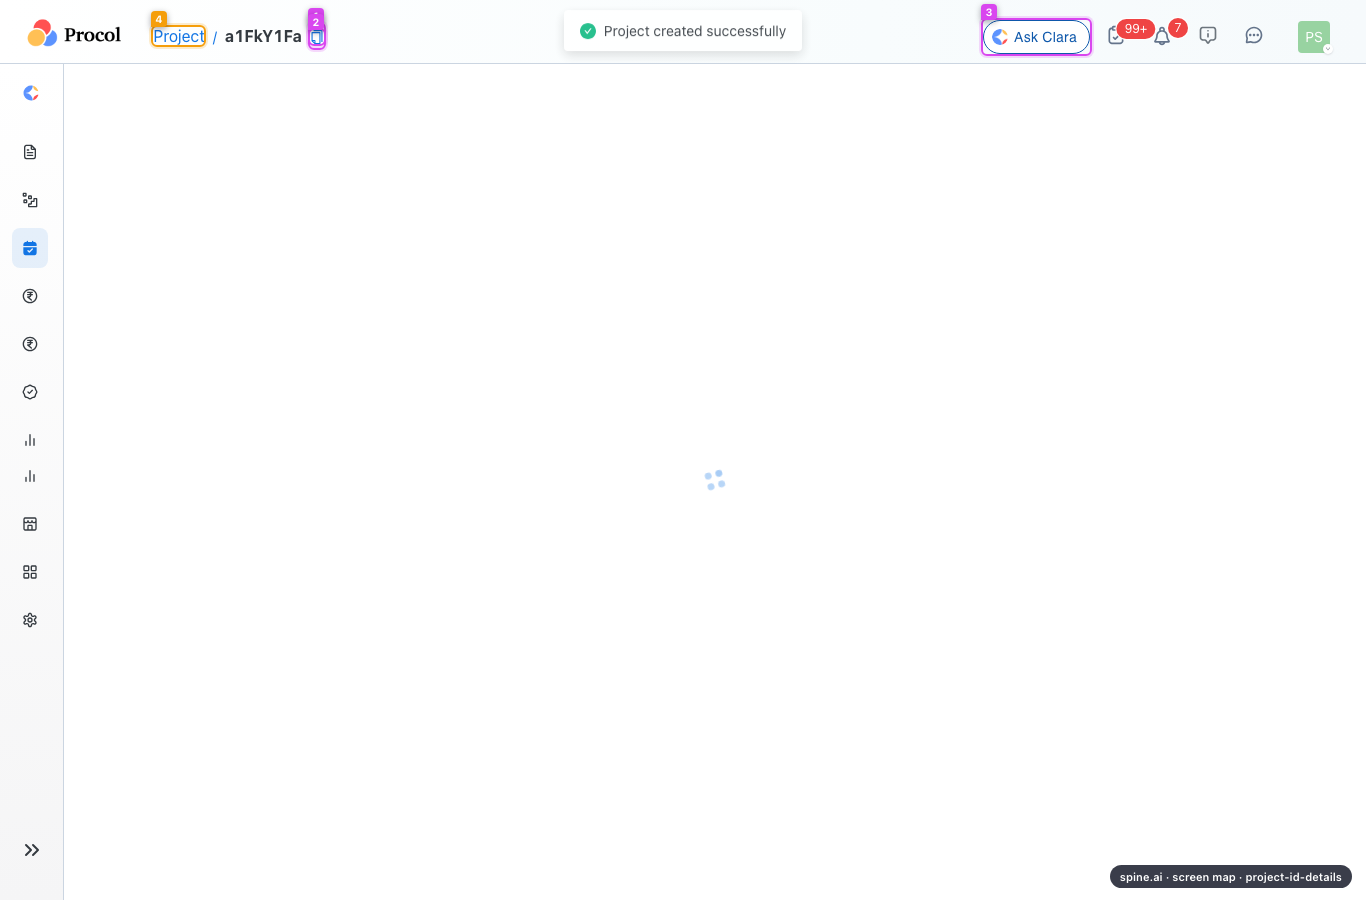 Procol
4
Project / a1FkY1Fa
2
Project created successfully
3
Ask Clara
99+
7
PS
spine.ai · screen map · project-id-details